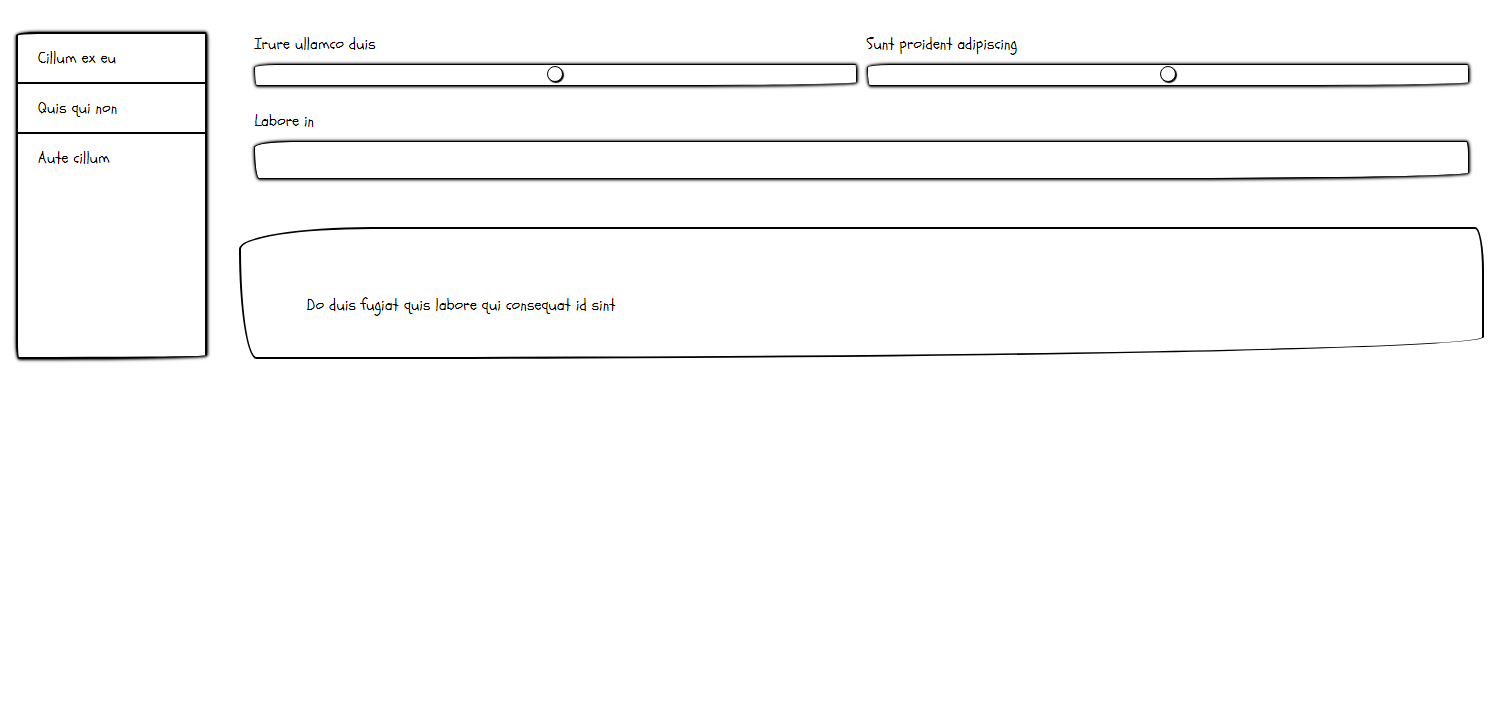 Cillum ex eu
Quis qui non
Aute cillum
Irure ullamco duis
Sunt proident adipiscing
Labore in
Do duis fugiat quis labore qui consequat id sint